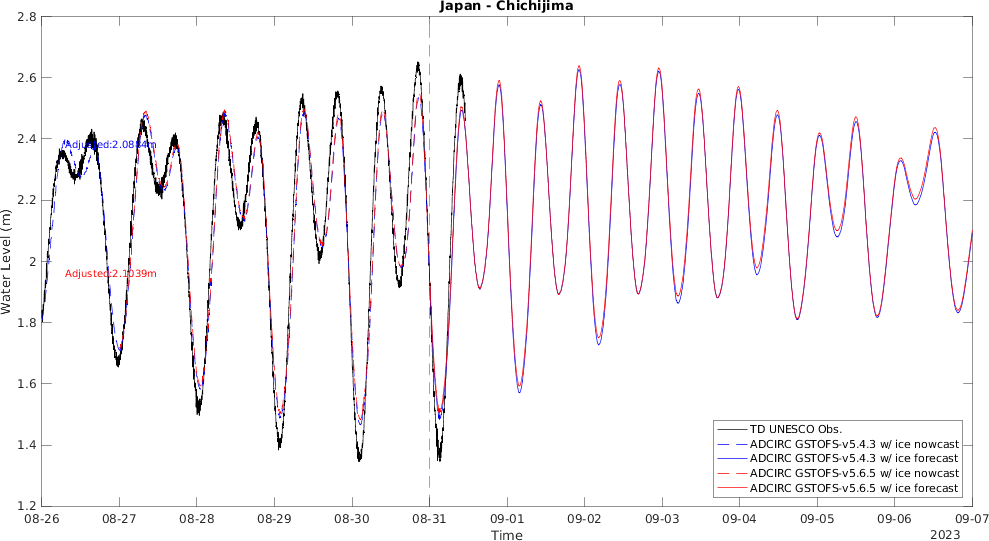 Japan - Chichijima
2.8
2.6
2.4
2.2
2
1.8
1.6
1.4
1.2
Water Level (m)
Adjusted:2.0884m
Adjusted:2.1039m
TD UNESCO Obs.
ADCIRC GSTOFS-v5.4.3 w/ ice nowcast
ADCIRC GSTOFS-v5.4.3 w/ ice forecast
ADCIRC GSTOFS-v5.6.5 w/ ice nowcast
ADCIRC GSTOFS-v5.6.5 w/ ice forecast
08-26 08-27 08-28 08-29 08-30 08-31 09-01 09-02 09-03 09-04 09-05 09-06 09-07
Time
2023